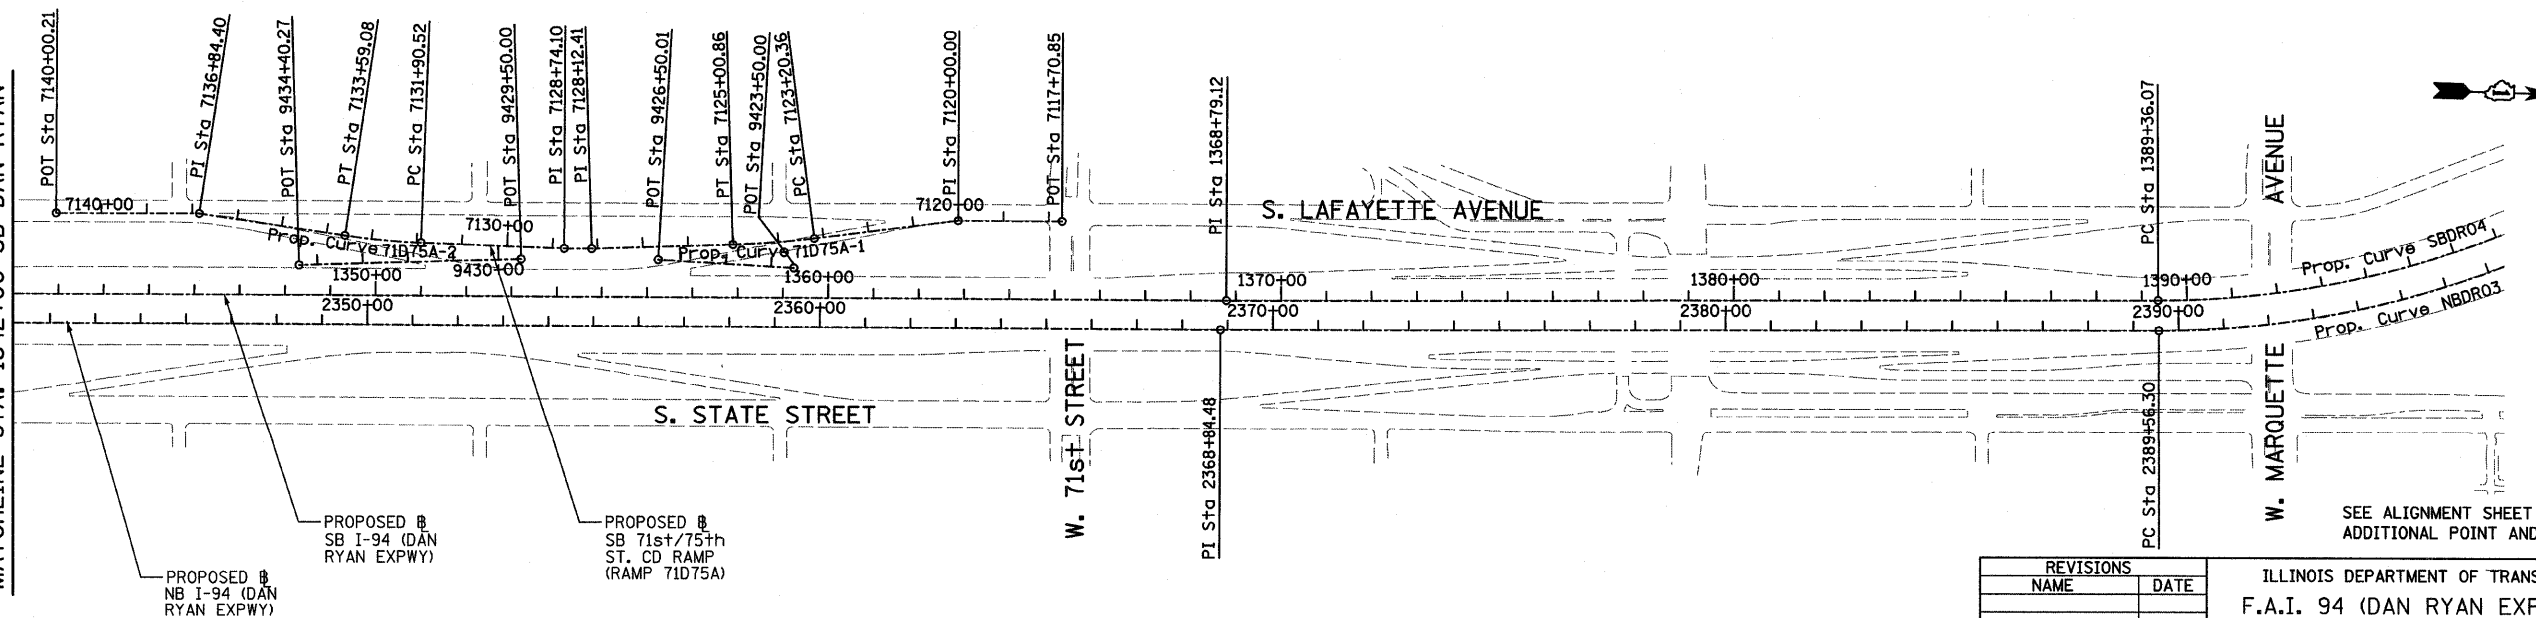 POT Sta 7140+00.21
PI Sta 7136+84.40
POT Sta 9434+40.27
PT Sta 7133+59.08
PC Sta 7131+90.52
POT Sta 9429+50.00
PI Sta 7128+74.10
PI Sta 7128+12.41
POT Sta 9426+50.01
PT Sta 7125+00.86
POT Sta 9423+50.00
PC Sta 7123+20.36
PI Sta 7120+00.00
POT Sta 7117+70.85
PI Sta 1368+79.12
PC Sta 1389+36.07
7140+00
7130+00
7120+00
S. LAFAYETTE AVENUE
Prop. Curve 71D75A-2
Prop. Curve 71D75A-1
9430+00
1350+00
1360+00
1370+00
1380+00
1390+00
Prop. Curve SBDR04
Prop. Curve NBDR03
2350+00
2360+00
2370+00
2380+00
2390+00
S. STATE STREET
W. 71st STREET
W. MARQUETTE AVENUE
PI Sta 2368+84.48
PC Sta 2389+56.30
PROPOSED BL
NB I-94 (DAN
RYAN EXPWY)
PROPOSED BL
SB I-94 (DAN
RYAN EXPWY)
PROPOSED BL
SB 71st/75th
ST. CD RAMP
(RAMP 71D75A)
SEE ALIGNMENT SHEET
ADDITIONAL POINT AND
REVISIONS
NAME DATE
ILLINOIS DEPARTMENT OF TRANS
F.A.I. 94 (DAN RYAN EXP